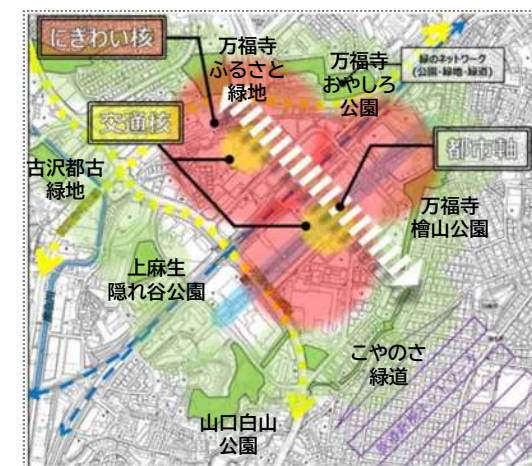 にぎわい核
万福寺
ふるさと
緑地
万福寺
おやしろ
公園
緑のネットワーク
(公園・緑地・緑道)
交通核
都市軸
古沢都古
緑地
万福寺
檜山公園
上麻生
隠れ谷公園
こやのさ
緑道
山口白山
公園